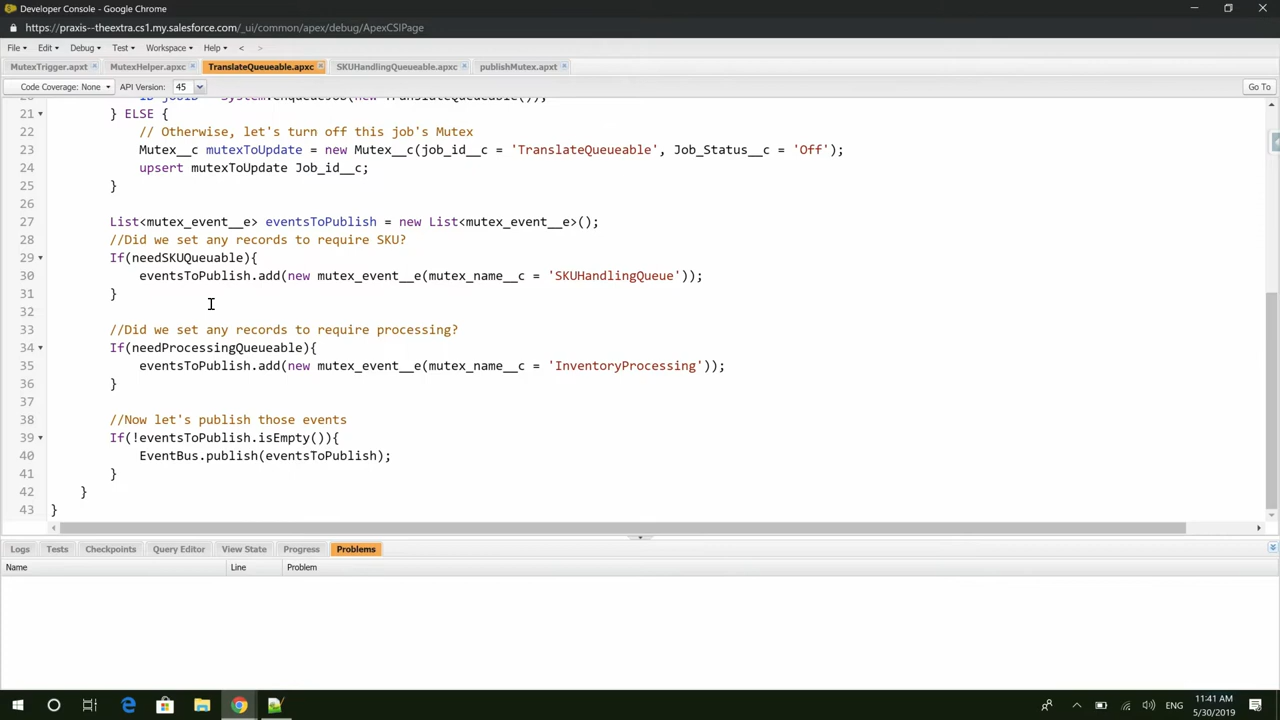 Developer Console - Google Chrome
https://praxis--theextra.cs1.my.salesforce.com/_ui/common/apex/debug/ApexCSIPage
File Edit Debug Test Workspace Help < >
MutexTrigger.apxt MutexHelper.apxc TranslateQueueable.apxc SKUHandlingQueueable.apxc publishMutex.apxt
Code Coverage: None API Version: 45 Go To
20 ID jobID = System.enqueueJob(new TranslateQueueable());
21 } ELSE {
22 // Otherwise, let's turn off this job's Mutex
23 Mutex__c mutexToUpdate = new Mutex__c(job_id__c = 'TranslateQueueable', Job_Status__c = 'Off');
24 upsert mutexToUpdate Job_id__c;
25 }
26
27 List<mutex_event__e> eventsToPublish = new List<mutex_event__e>();
28 //Did we set any records to require SKU?
29 If(needSKUQueuable){
30 eventsToPublish.add(new mutex_event__e(mutex_name__c = 'SKUHandlingQueue'));
31 }
32
33 //Did we set any records to require processing?
34 If(needProcessingQueueable){
35 eventsToPublish.add(new mutex_event__e(mutex_name__c = 'InventoryProcessing'));
36 }
37
38 //Now let's publish those events
39 If(!eventsToPublish.isEmpty()){
40 EventBus.publish(eventsToPublish);
41 }
42 }
43 }
Logs Tests Checkpoints Query Editor View State Progress Problems
Name Line Problem
ENG
11:41 AM
5/30/2019